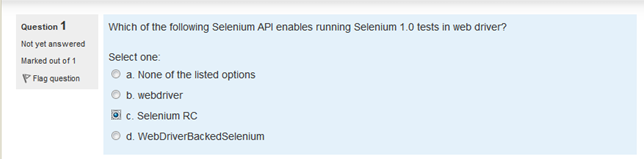 Question 1
Not yet answered
Marked out of 1
Flag question
Which of the following Selenium API enables running Selenium 1.0 tests in web driver?
Select one:
a. None of the listed options
b. webdriver
c. Selenium RC
d. WebDriverBackedSelenium